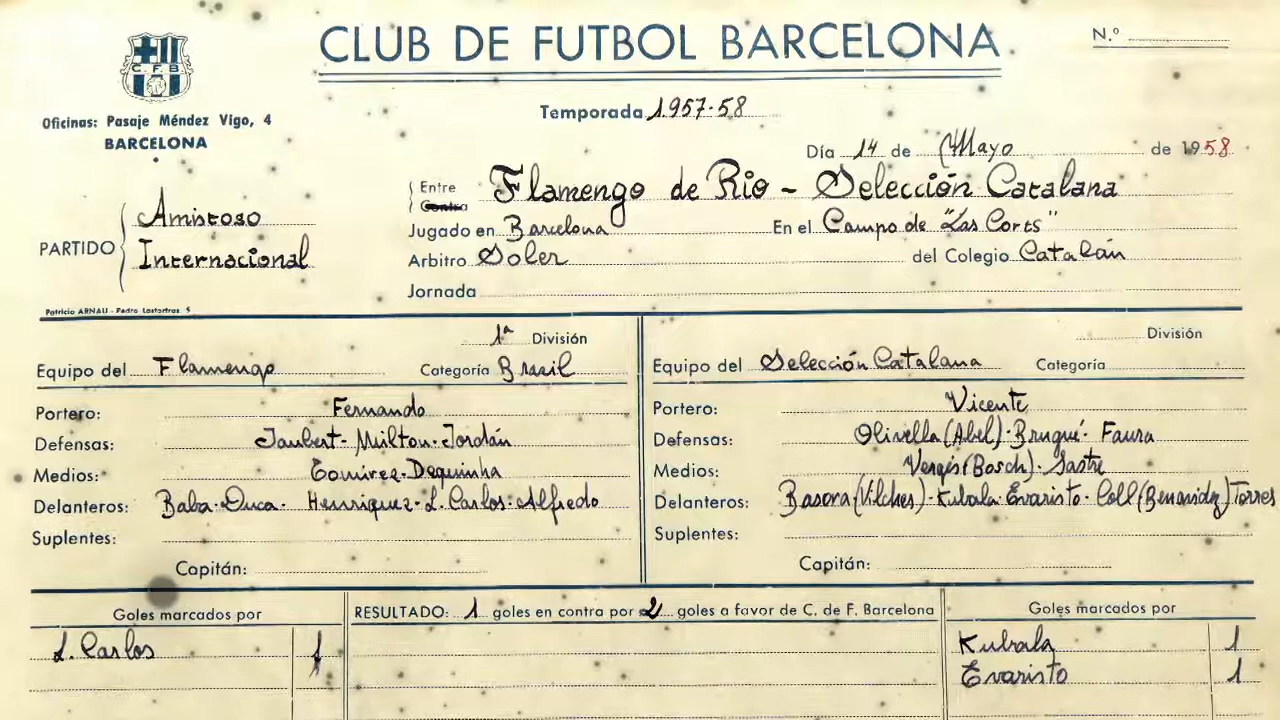 CLUB DE FUTBOL BARCELONA
N.º
C F B
Oficinas: Pasaje Méndez Vigo, 4
BARCELONA
Temporada 1.957-58
Día 14 de Mayo de 1958
PARTIDO Amistoso Internacional
Entre Flamengo de Rio - Selección Catalana
Contra
Jugado en Barcelona En el Campo de "Las Corts"
Arbitro Soler del Colegio Catalán
Jornada
Patricio ARNAU - Pedro Lastortras, 5
1ª División
Equipo del Flamengo Categoría Brasil
Portero: Fernando
Defensas: Jaubert-Milton-Jordán
Medios: Tomires-Dequinha
Delanteros: Baba-Duca- Henriquez-L.Carlos-Alfredo
Suplentes:
Capitán:
División
Equipo del Selección Catalana Categoría
Portero: Vicente
Defensas: Olivella(Abel)-Brugué- Faura
Medios: Vergés(Bosch)-Sastre
Delanteros: Basora(Vilches)-Kubala-Evaristo-Coll(Benavidez)Torres
Suplentes:
Capitán:
Goles marcados por
L. Carlos 1
RESULTADO: 1 goles en contra por 2 goles a favor de C. de F. Barcelona
Goles marcados por
Kubala 1
Evaristo 1